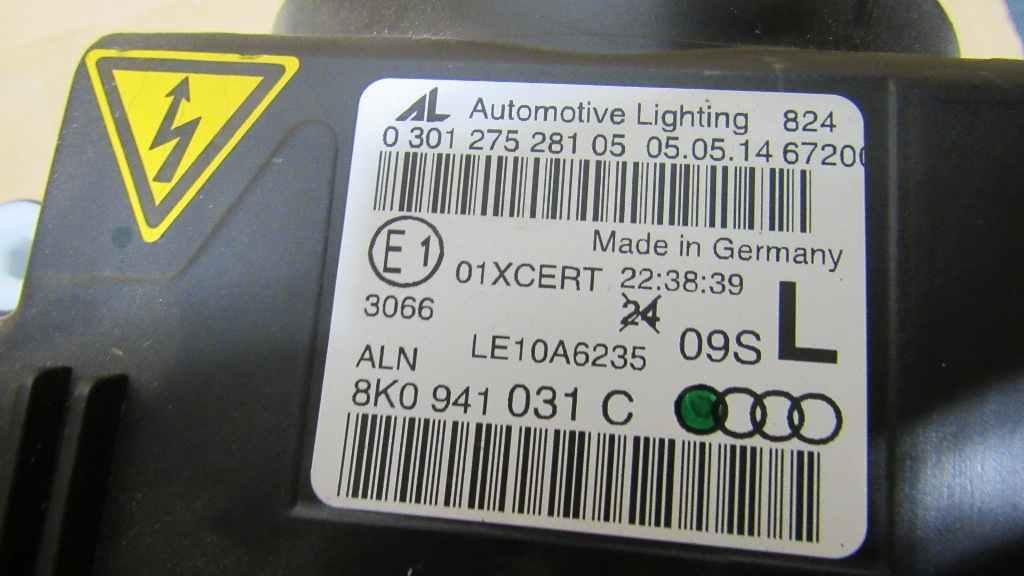 AL Automotive Lighting 824
0 301 275 281 05 05.05.14 6720
Made in Germany
E1 01XCERT 22:38:39
3066 24 L
ALN LE10A6235 09S
8K0 941 031 C